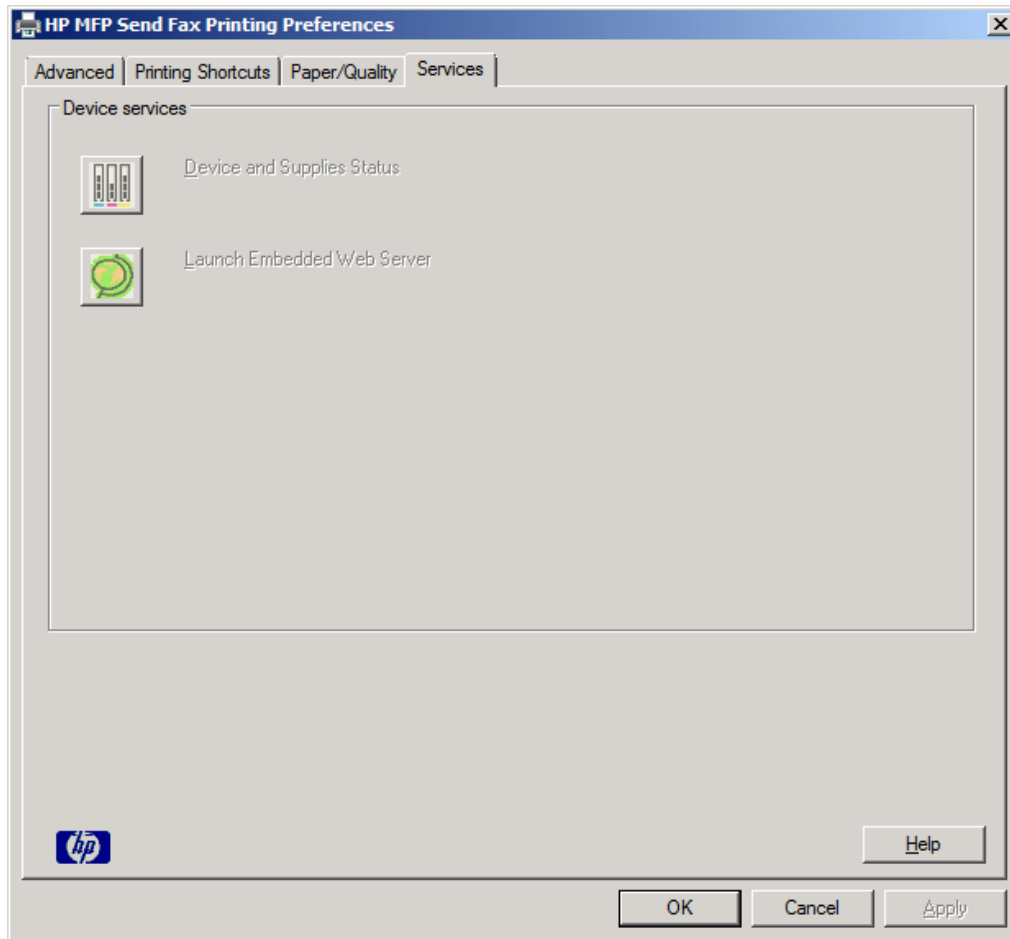 HP MFP Send Fax Printing Preferences
Advanced
Printing Shortcuts
Paper/Quality
Services
Device services
Device and Supplies Status
Launch Embedded Web Server
hp
Help
OK
Cancel
Apply